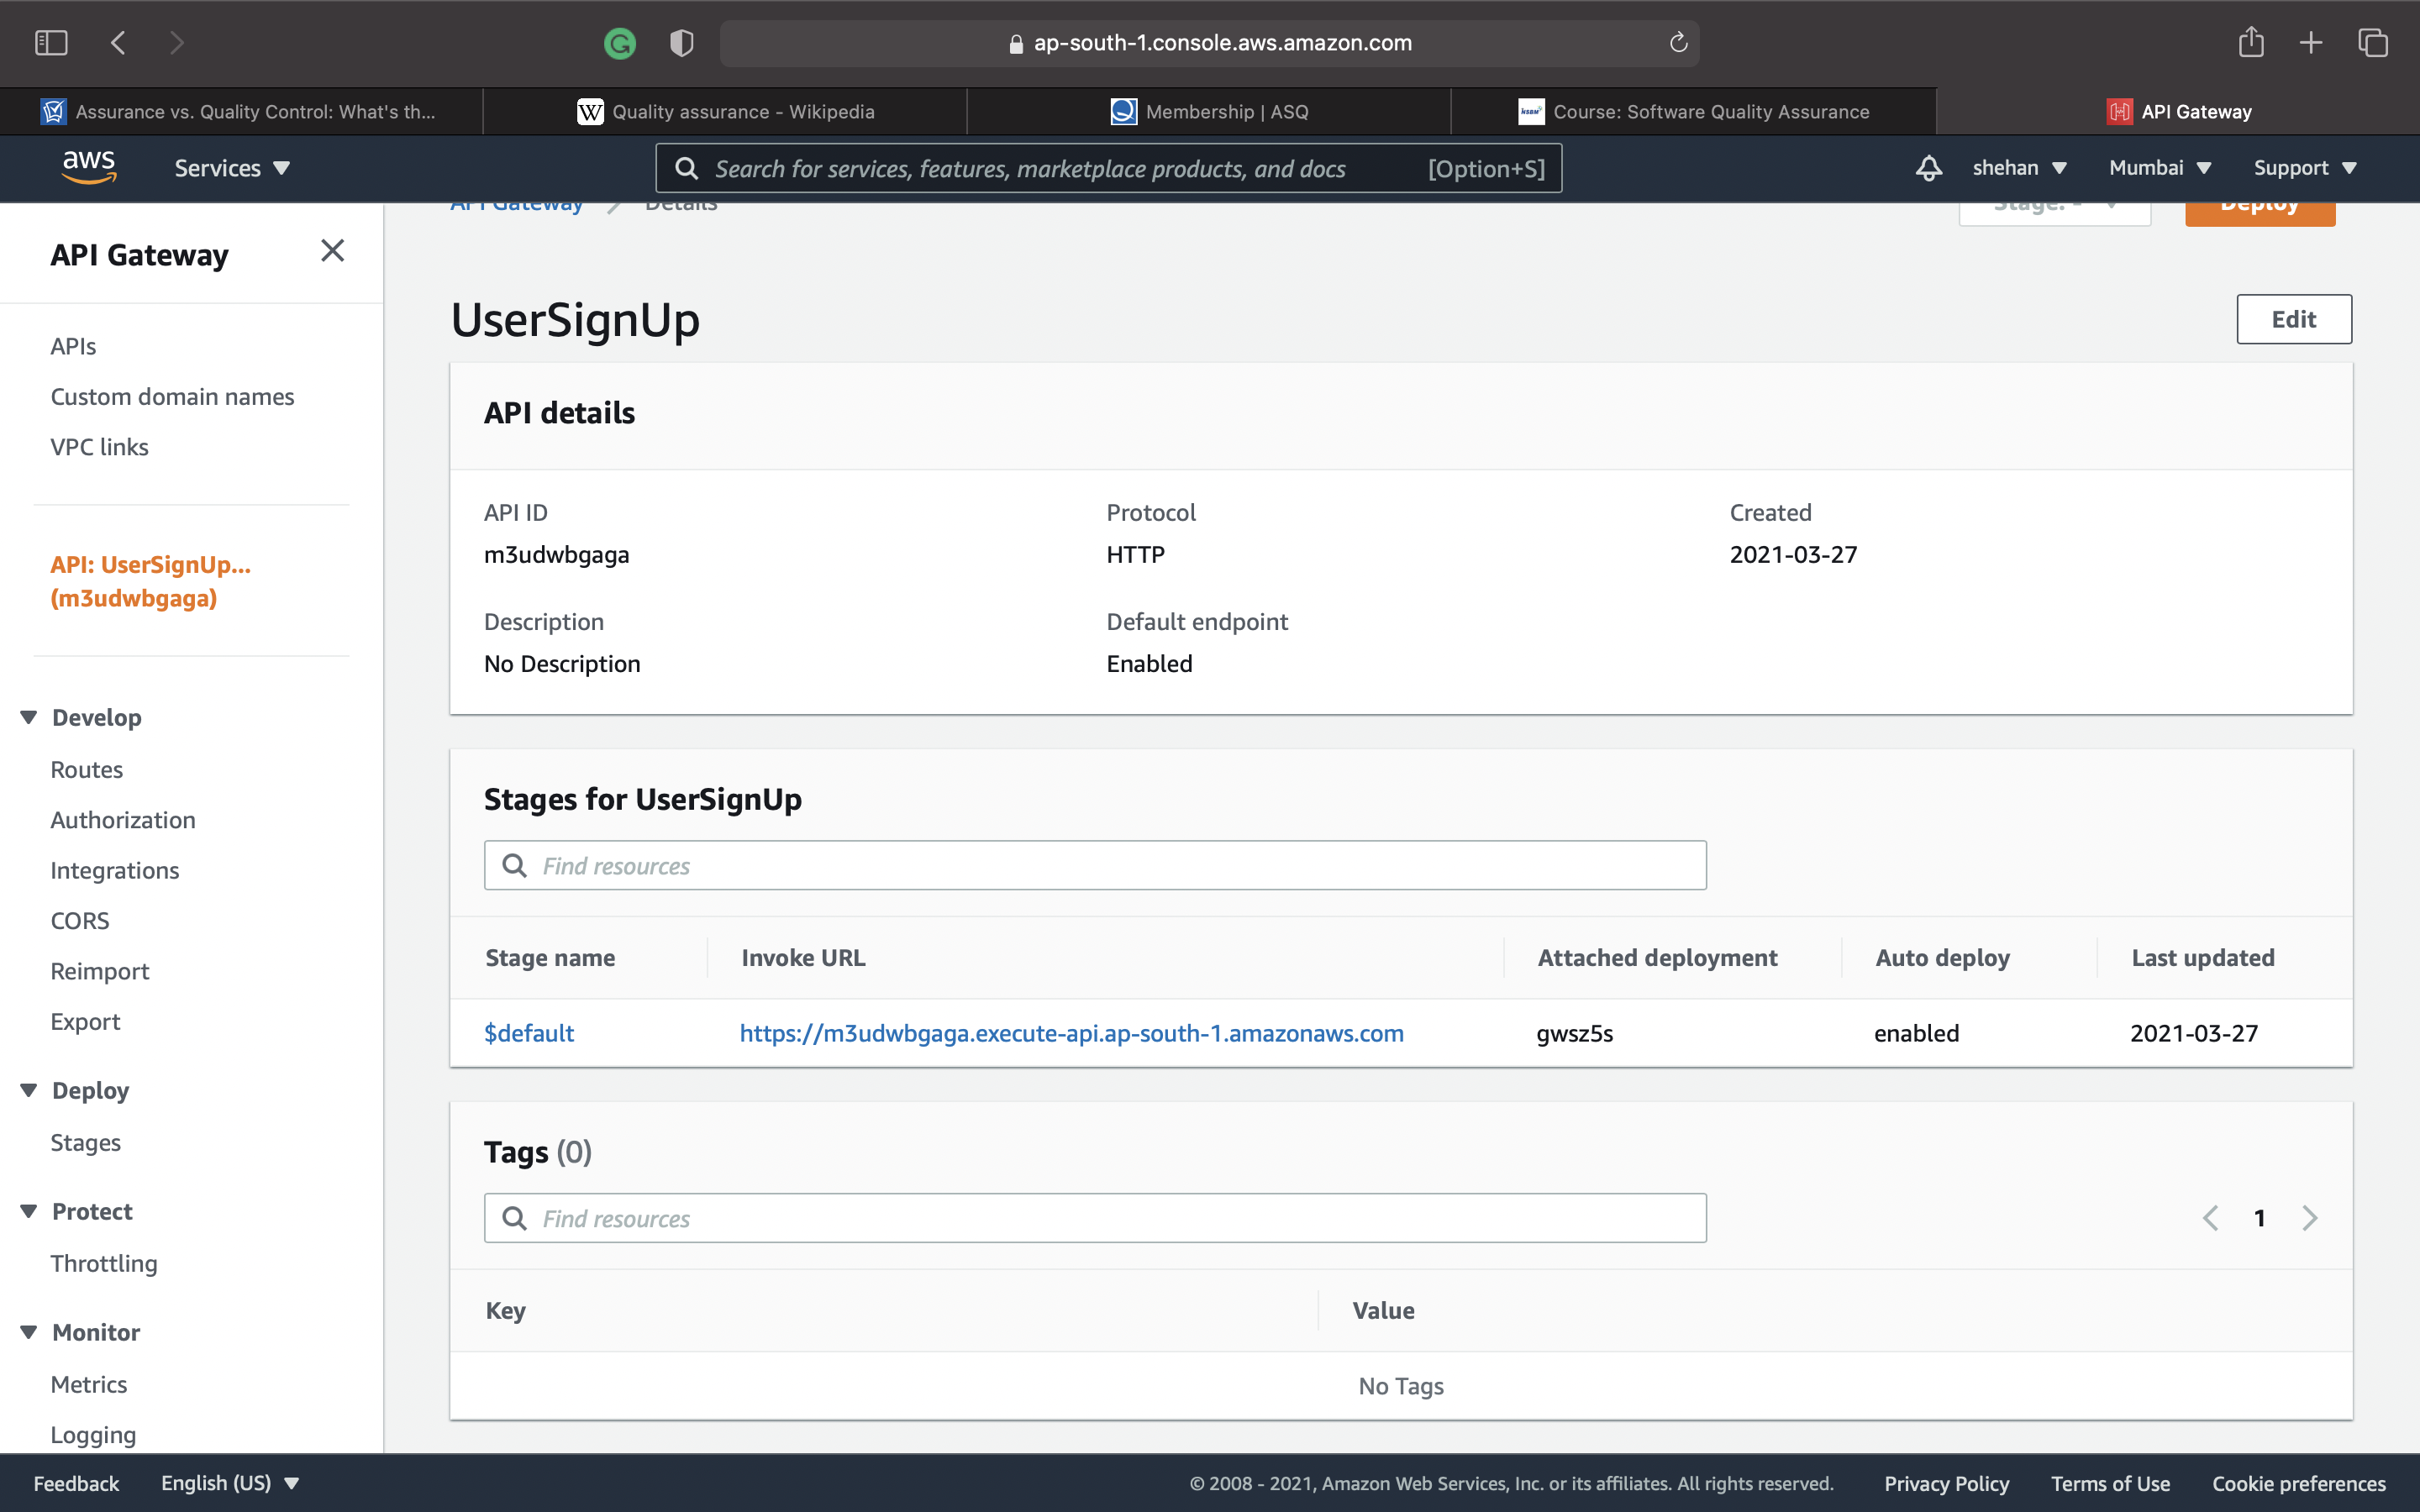 ap-south-1.console.aws.amazon.com
Assurance vs. Quality Control: What's th...
Quality assurance - Wikipedia
Membership | ASQ
Course: Software Quality Assurance
API Gateway
aws
Services
Search for services, features, marketplace products, and docs
[Option+S]
shehan
Mumbai
Support
API Gateway
Details
Stage: -
Deploy
API Gateway
APIs
Custom domain names
VPC links
API: UserSignUp...
(m3udwbgaga)
Develop
Routes
Authorization
Integrations
CORS
Reimport
Export
Deploy
Stages
Protect
Throttling
Monitor
Metrics
Logging
UserSignUp
Edit
API details
API ID
m3udwbgaga
Protocol
HTTP
Created
2021-03-27
Description
No Description
Default endpoint
Enabled
Stages for UserSignUp
Find resources
Stage name Invoke URL Attached deployment Auto deploy Last updated
$default https://m3udwbgaga.execute-api.ap-south-1.amazonaws.com gwsz5s enabled 2021-03-27
Tags (0)
Find resources
1
Key Value
No Tags
Feedback English (US) © 2008 - 2021, Amazon Web Services, Inc. or its affiliates. All rights reserved. Privacy Policy Terms of Use Cookie preferences